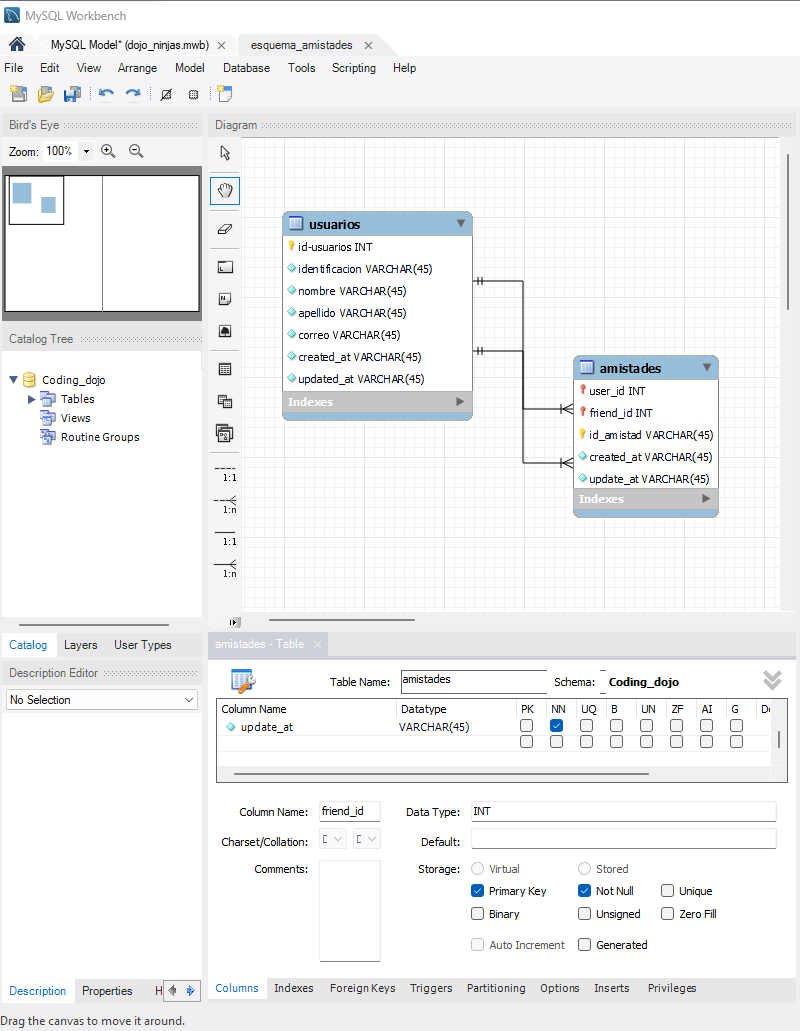 MySQL Workbench
MySQL Model* (dojo_ninjas.mwb) esquema_amistades
File Edit View Arrange Model Database Tools Scripting Help
Bird's Eye
Zoom: 100%
Diagram
usuarios
id-usuarios INT
identificacion VARCHAR(45)
nombre VARCHAR(45)
apellido VARCHAR(45)
correo VARCHAR(45)
created_at VARCHAR(45)
updated_at VARCHAR(45)
Indexes
amistades
user_id INT
friend_id INT
id_amistad VARCHAR(45)
created_at VARCHAR(45)
update_at VARCHAR(45)
Indexes
1:1
1:n
1:1
1:n
Catalog Tree
Coding_dojo
Tables
Views
Routine Groups
Catalog Layers User Types
Description Editor
No Selection
Description Properties H
amistades - Table
Table Name: amistades Schema: Coding_dojo
Column Name Datatype PK NN UQ B UN ZF AI G De
update_at VARCHAR(45)
Column Name: friend_id Data Type: INT
Charset/Collation: D D Default:
Comments: Storage: Virtual Stored
Primary Key Not Null Unique
Binary Unsigned Zero Fill
Auto Increment Generated
Columns Indexes Foreign Keys Triggers Partitioning Options Inserts Privileges
Drag the canvas to move it around.